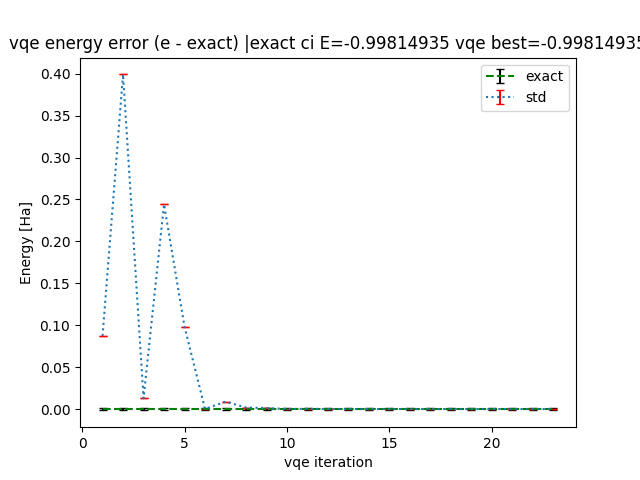 vqe energy error (e - exact) |exact ci E=-0.99814935 vqe best=-0.99814935
exact
std
0.40
0.35
0.30
0.25
0.20
0.15
0.10
0.05
0.00
Energy [Ha]
0 5 10 15 20
vqe iteration